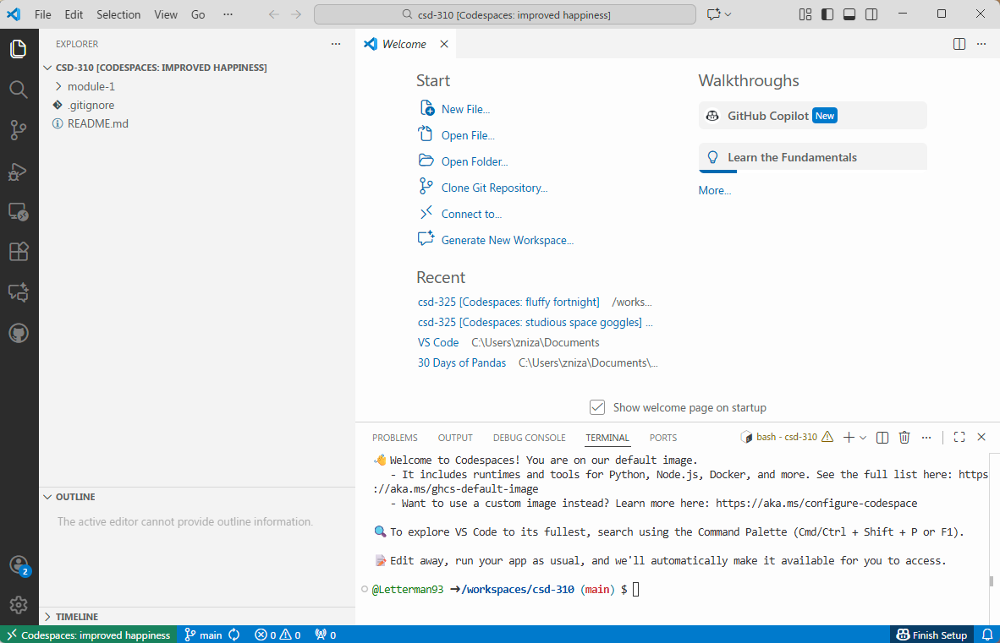 File Edit Selection View Go ···
csd-310 [Codespaces: improved happiness]
EXPLORER
CSD-310 [CODESPACES: IMPROVED HAPPINESS]
module-1
.gitignore
README.md
OUTLINE
The active editor cannot provide outline information.
TIMELINE
2
Welcome
Start
New File...
Open File...
Open Folder...
Clone Git Repository...
Connect to...
Generate New Workspace...
Recent
csd-325 [Codespaces: fluffy fortnight] /works...
csd-325 [Codespaces: studious space goggles] ...
VS Code C:\Users\zniza\Documents
30 Days of Pandas C:\Users\zniza\Documents\...
Walkthroughs
GitHub Copilot New
Learn the Fundamentals
More...
Show welcome page on startup
PROBLEMS OUTPUT DEBUG CONSOLE TERMINAL PORTS bash - csd-310
👋 Welcome to Codespaces! You are on our default image.
- It includes runtimes and tools for Python, Node.js, Docker, and more. See the full list here: https
://aka.ms/ghcs-default-image
- Want to use a custom image instead? Learn more here: https://aka.ms/configure-codespace
🔍 To explore VS Code to its fullest, search using the Command Palette (Cmd/Ctrl + Shift + P or F1).
📝 Edit away, run your app as usual, and we'll automatically make it available for you to access.
@Letterman93 ➜/workspaces/csd-310 (main) $
Codespaces: improved happiness main 0 0 0 Finish Setup